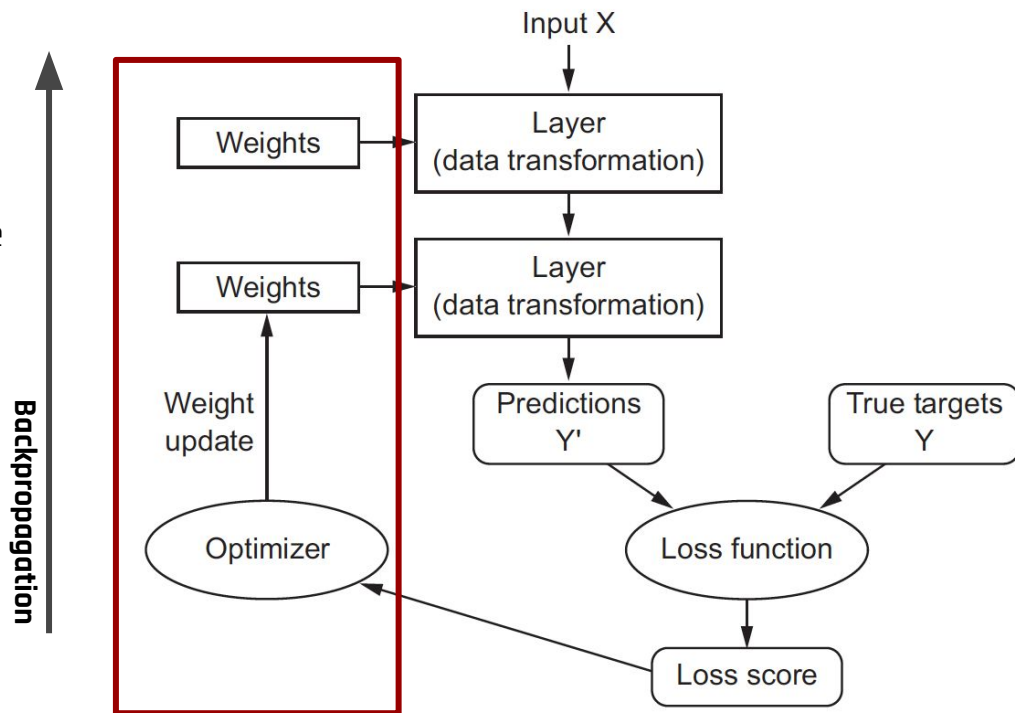 Input X
Weights
Layer
(data transformation)
Weights
Layer
(data transformation)
Weight
update
Predictions
Y'
True targets
Y
Backpropagation
Optimizer
Loss function
Loss score